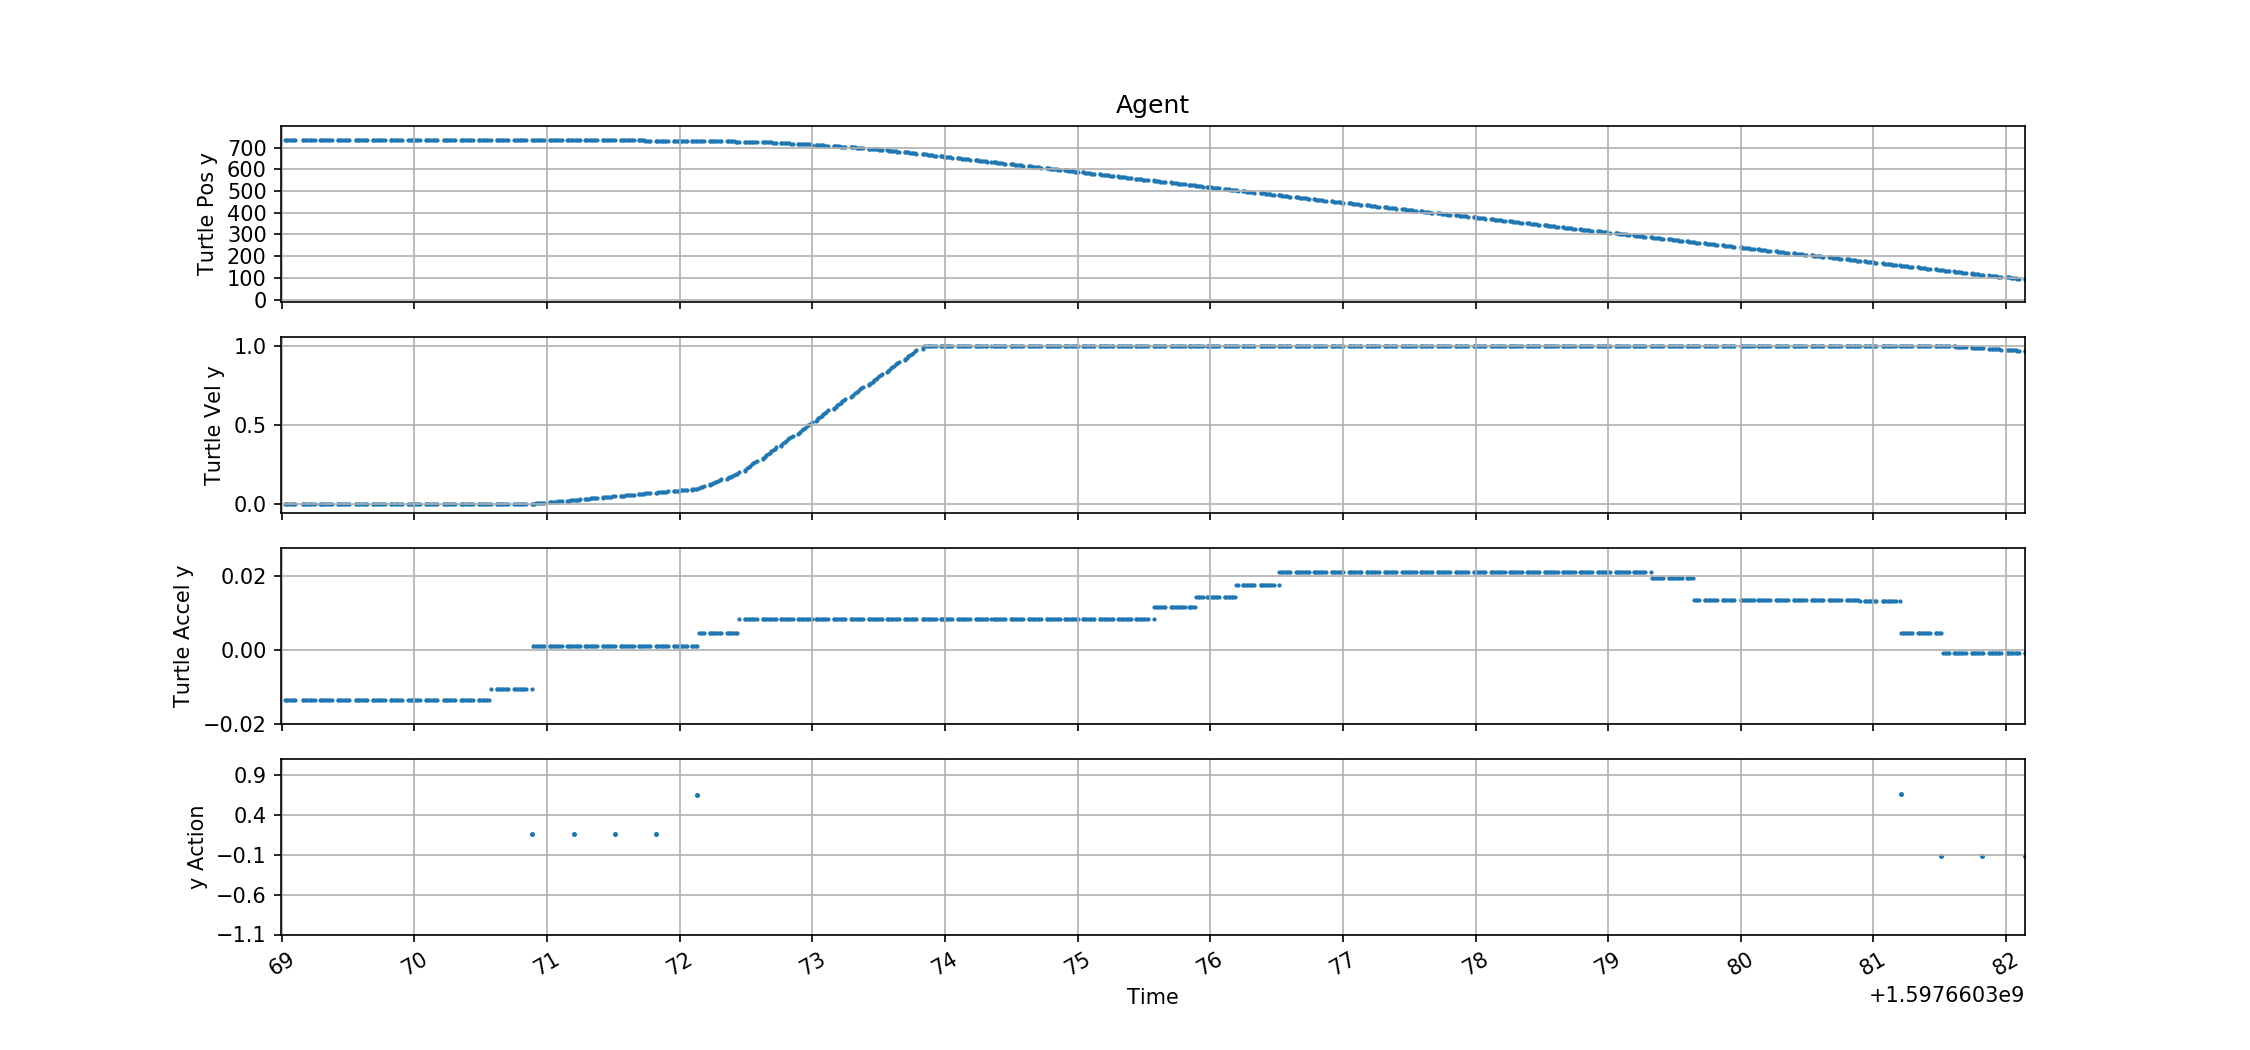 Agent
Turtle Pos y
700
600
500
400
300
200
100
0
Turtle Vel y
1.0
0.5
0.0
Turtle Accel y
0.02
0.00
−0.02
y Action
0.9
0.4
−0.1
−0.6
−1.1
69 70 71 72 73 74 75 76 77 78 79 80 81 82
Time
+1.5976603e9